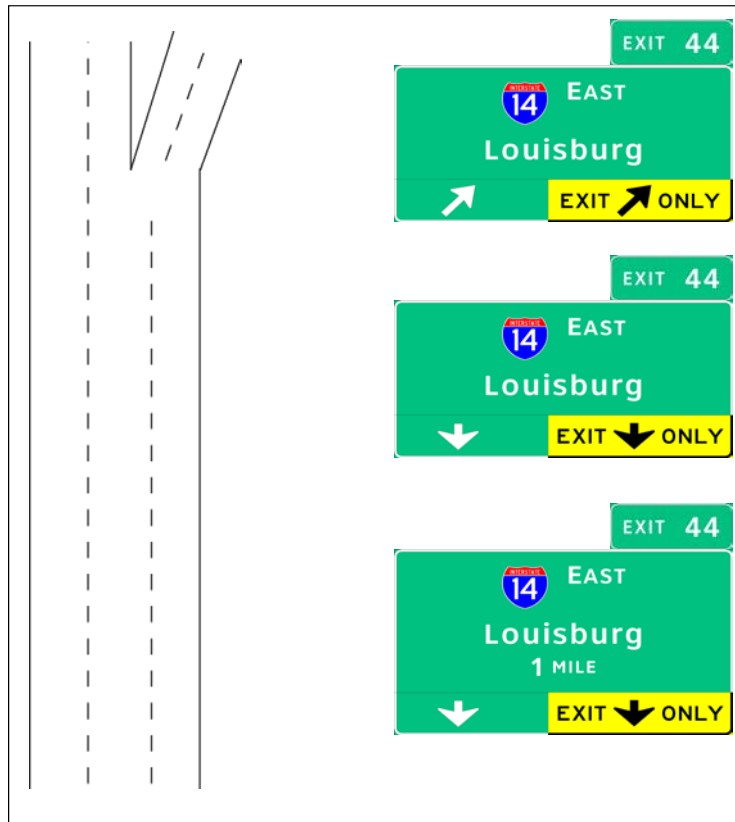 EXIT 44
INTERSTATE
14 EAST
Louisburg
EXIT ONLY
EXIT 44
INTERSTATE
14 EAST
Louisburg
EXIT ONLY
EXIT 44
INTERSTATE
14 EAST
Louisburg
1 MILE
EXIT ONLY